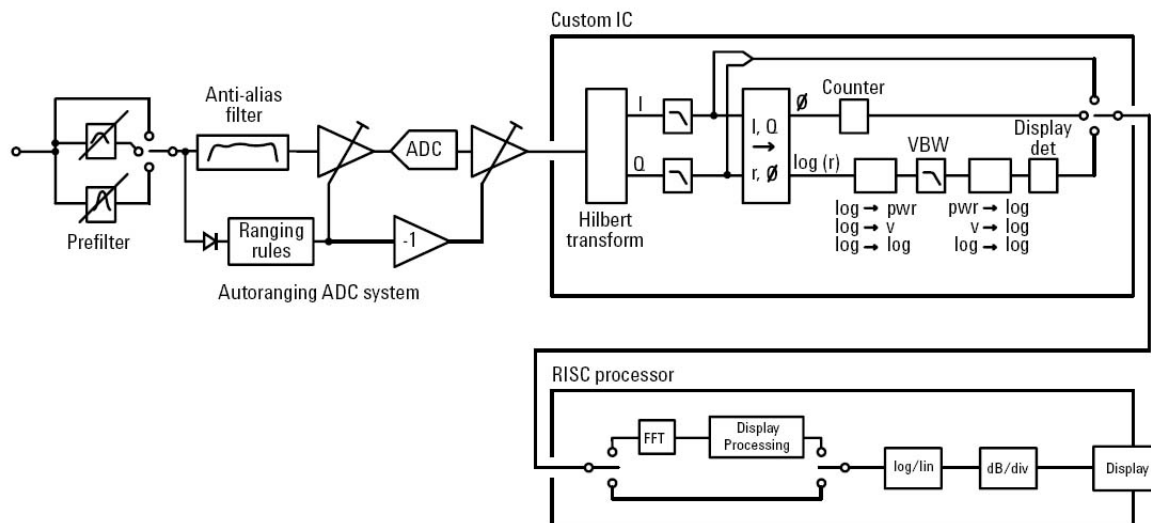 Custom IC
Anti-alias
filter
Prefilter
ADC
Ranging
rules
-1
Autoranging ADC system
I
Q
Hilbert
transform
I, Q
→
r, Ø
Ø
Counter
log (r)
VBW
Display
det
log → pwr
log → v
log → log
pwr → log
v → log
log → log
RISC processor
FFT
Display
Processing
log/lin
dB/div
Display